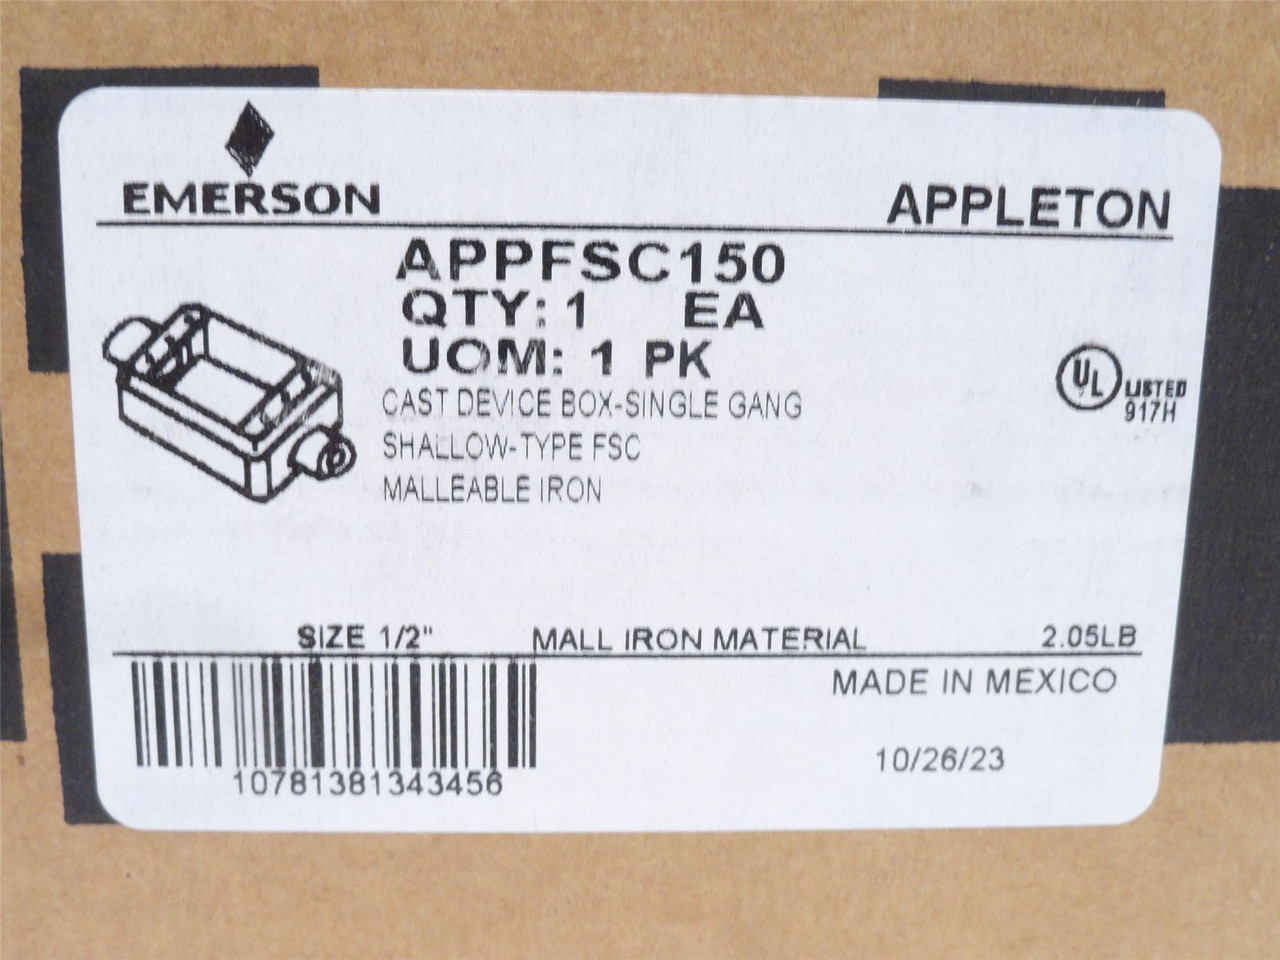 EMERSON
APPLETON
APPFSC150
QTY: 1 EA
UOM: 1 PK
CAST DEVICE BOX-SINGLE GANG
SHALLOW-TYPE FSC
MALLEABLE IRON
UL LISTED
917H
SIZE 1/2" MALL IRON MATERIAL 2.05LB
MADE IN MEXICO
10/26/23
10781381343456